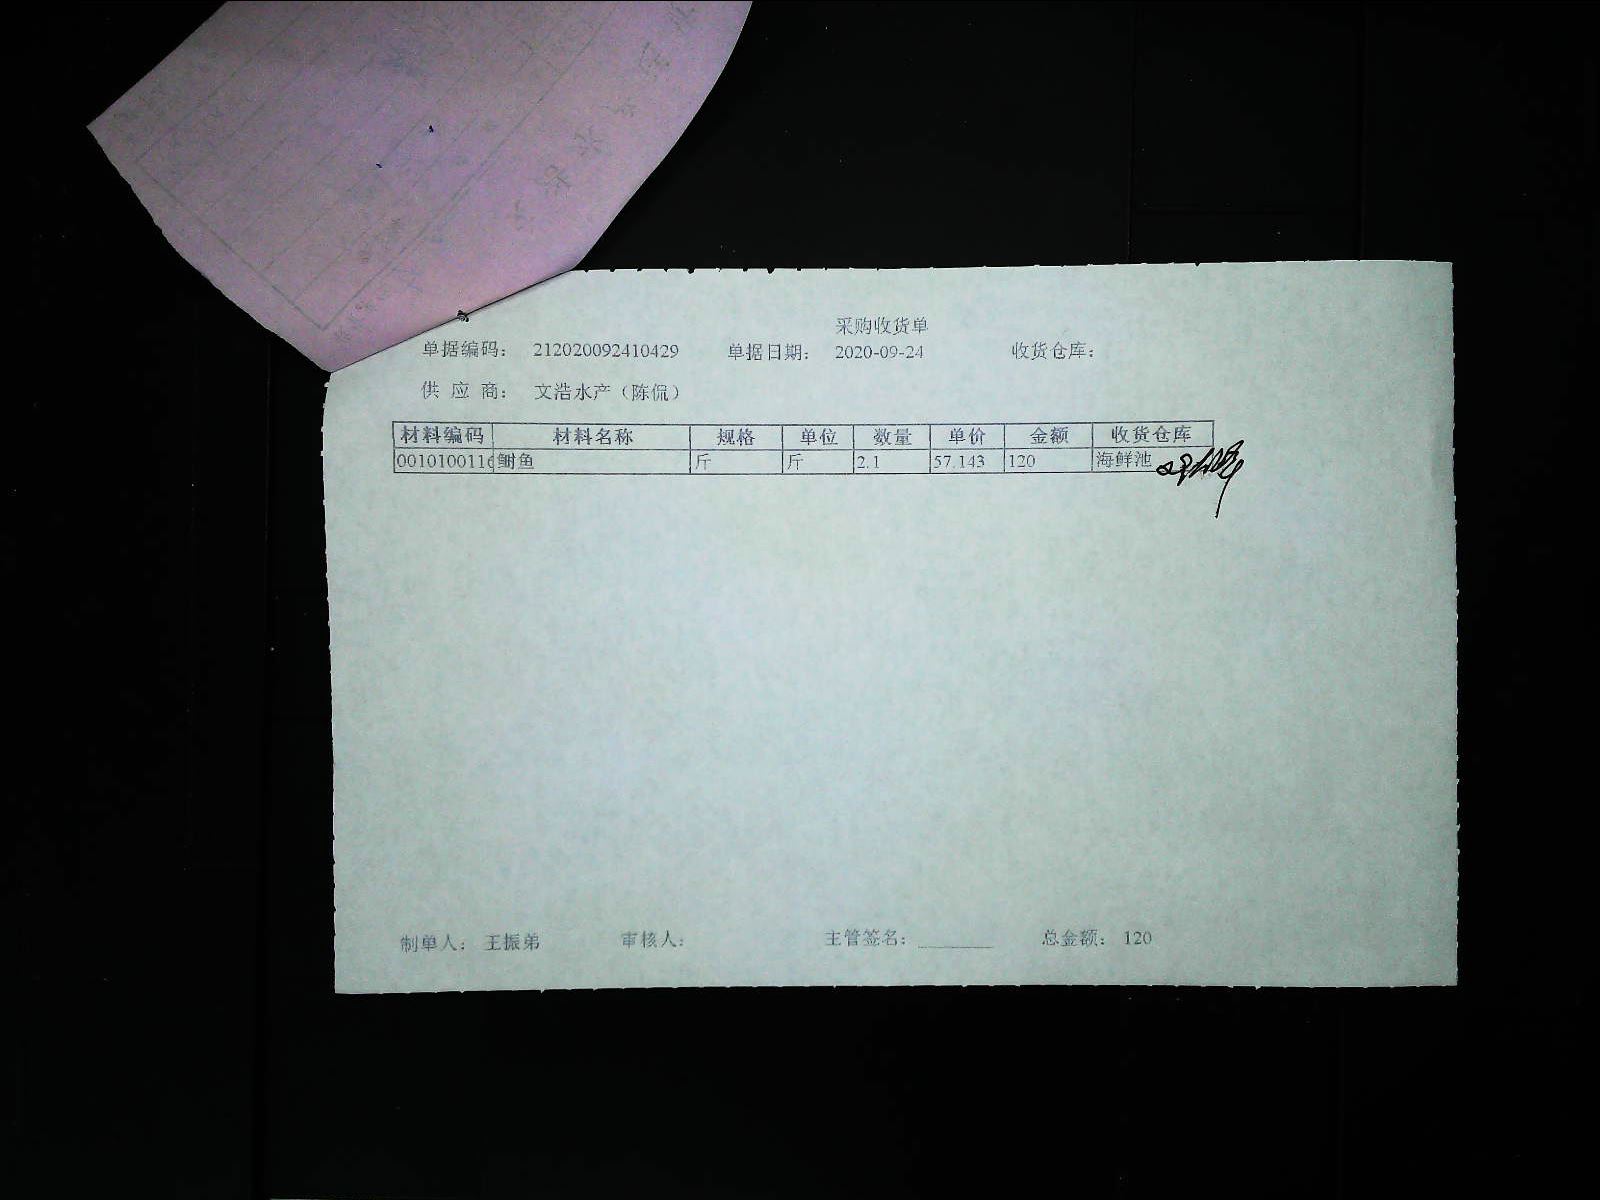 采购收货单
单据编码： 212020092410429 单据日期： 2020-09-24 收货仓库：
供 应 商： 文浩水产（陈侃）
材料编码 材料名称 规格 单位 数量 单价 金额 收货仓库
0010100116 鲋鱼 斤 斤 2.1 57.143 120 海鲜池
制单人： 王振弟 审核人： 主管签名： 总金额： 120